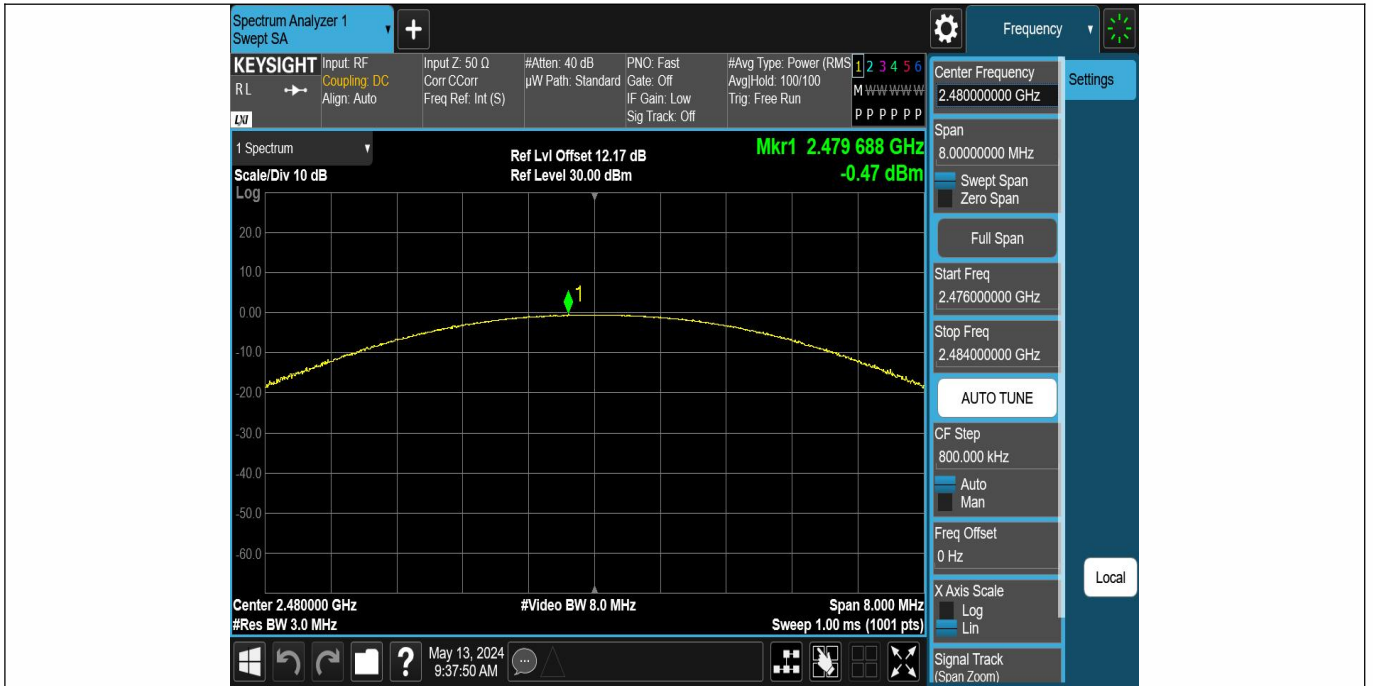 Spectrum Analyzer 1
Swept SA
+
Frequency
KEYSIGHT
R L
LXI
Input: RF
Coupling: DC
Align: Auto
Input Z: 50 Ω
Corr CCorr
Freq Ref: Int (S)
#Atten: 40 dB
µW Path: Standard
PNO: Fast
Gate: Off
IF Gain: Low
Sig Track: Off
#Avg Type: Power (RMS
Avg|Hold: 100/100
Trig: Free Run
1 2 3 4 5 6
M W W W W W
P P P P P P
1 Spectrum
Scale/Div 10 dB
Log
Ref Lvl Offset 12.17 dB
Ref Level 30.00 dBm
Mkr1 2.479 688 GHz
-0.47 dBm
20.0
10.0
1
0.00
-10.0
-20.0
-30.0
-40.0
-50.0
-60.0
Center 2.480000 GHz
#Res BW 3.0 MHz
#Video BW 8.0 MHz
Span 8.000 MHz
Sweep 1.00 ms (1001 pts)
Center Frequency
2.480000000 GHz
Settings
Span
8.00000000 MHz
Swept Span
Zero Span
Full Span
Start Freq
2.476000000 GHz
Stop Freq
2.484000000 GHz
AUTO TUNE
CF Step
800.000 kHz
Auto
Man
Freq Offset
0 Hz
Local
X Axis Scale
Log
Lin
Signal Track
(Span Zoom)
?
May 13, 2024
9:37:50 AM